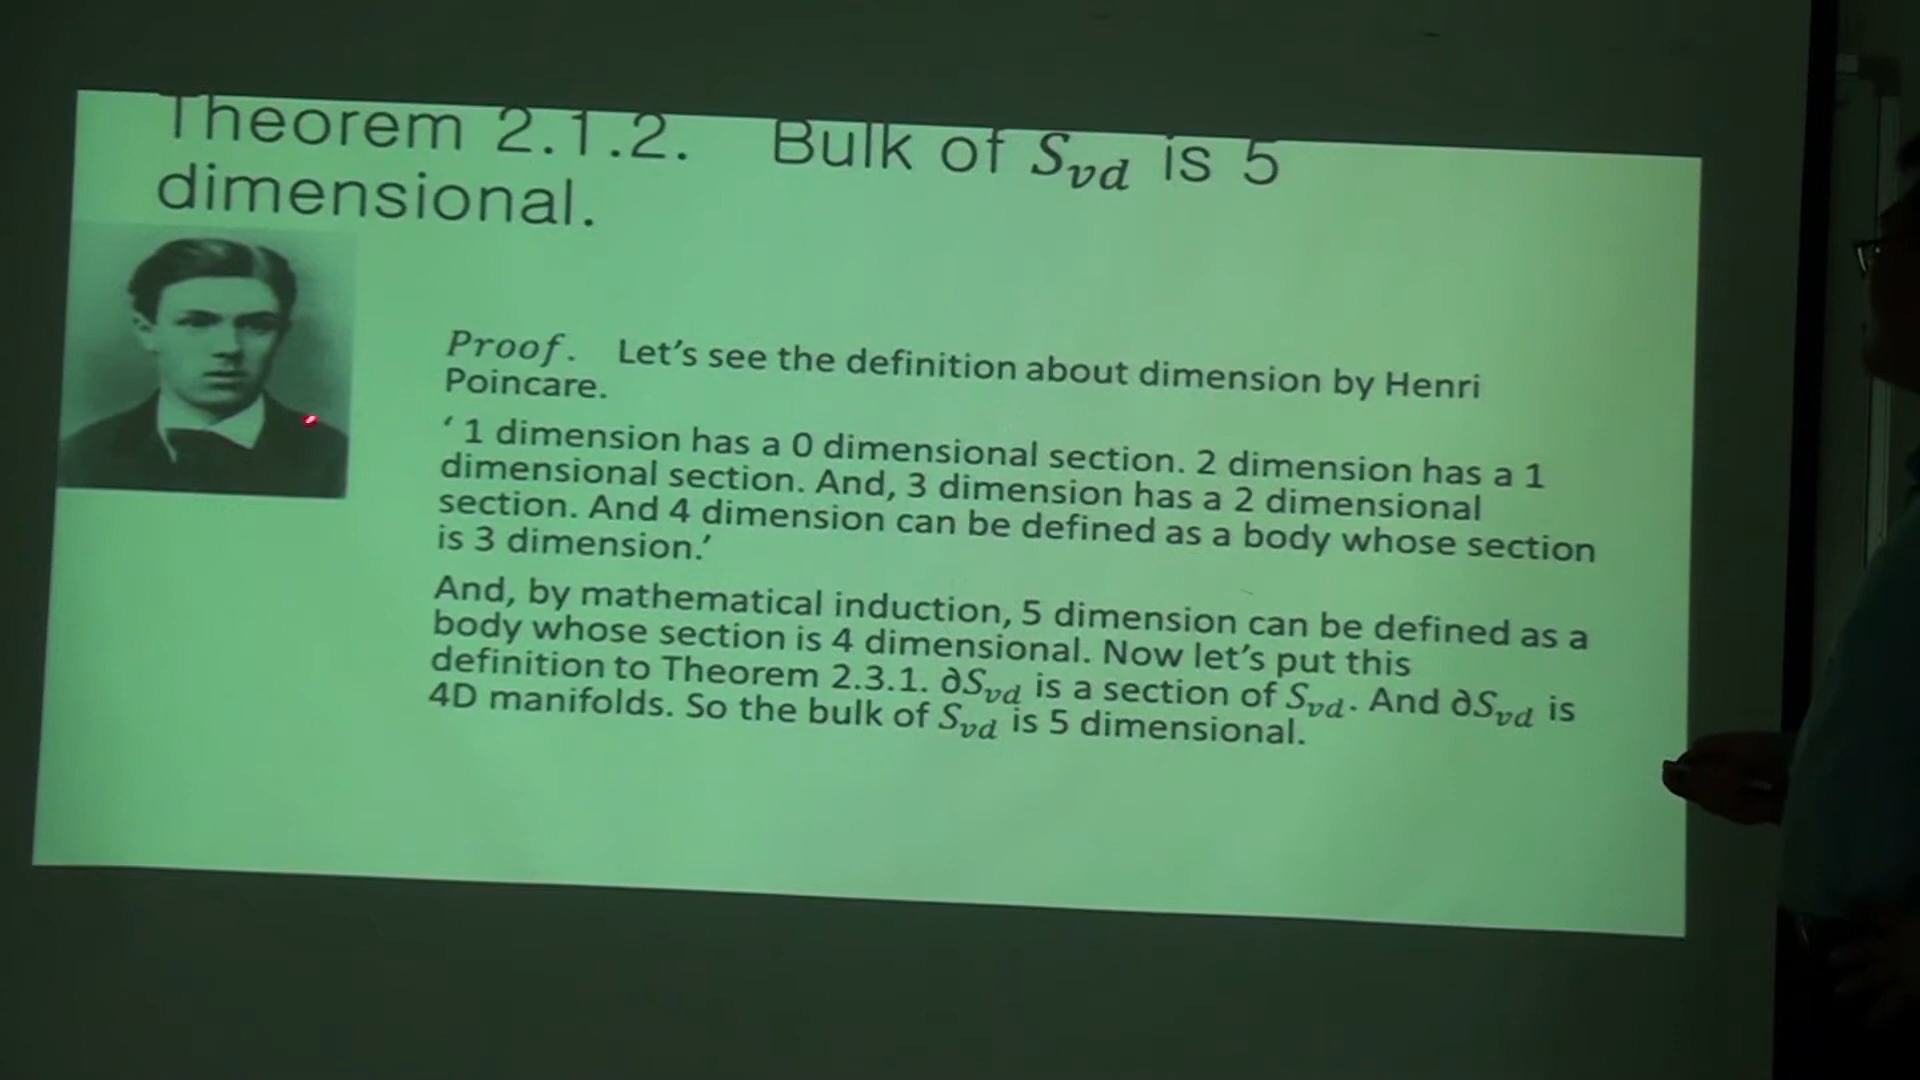 Theorem 2.1.2. Bulk of S_{vd} is 5
dimensional.
Proof. Let's see the definition about dimension by Henri
Poincare.
' 1 dimension has a 0 dimensional section. 2 dimension has a 1
dimensional section. And, 3 dimension has a 2 dimensional
section. And 4 dimension can be defined as a body whose section
is 3 dimension.'
And, by mathematical induction, 5 dimension can be defined as a
body whose section is 4 dimensional. Now let's put this
definition to Theorem 2.3.1. ∂S_{vd} is a section of S_{vd}. And ∂S_{vd} is
4D manifolds. So the bulk of S_{vd} is 5 dimensional.